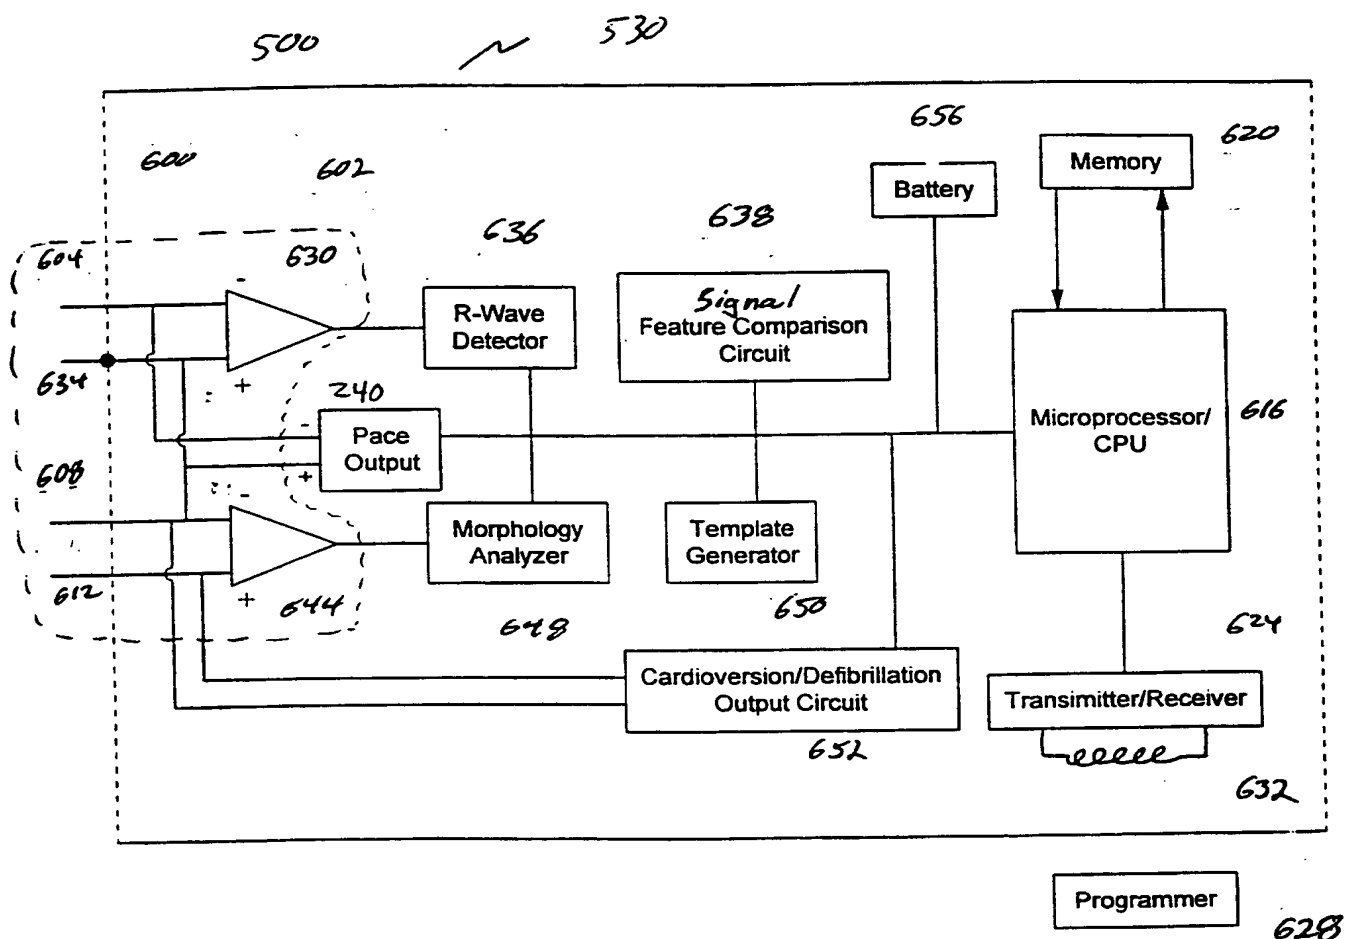 500
530
656
Battery
Memory
620
600
602
604
630
636
R-Wave
Detector
638
Signal
Feature Comparison
Circuit
-
634
+
240
-
Pace
Output
+
Microprocessor/
CPU
616
608
-
Morphology
Analyzer
Template
Generator
612
+
644
648
650
624
Cardioversion/Defibrillation
Output Circuit
652
Transimitter/Receiver
632
Programmer
628